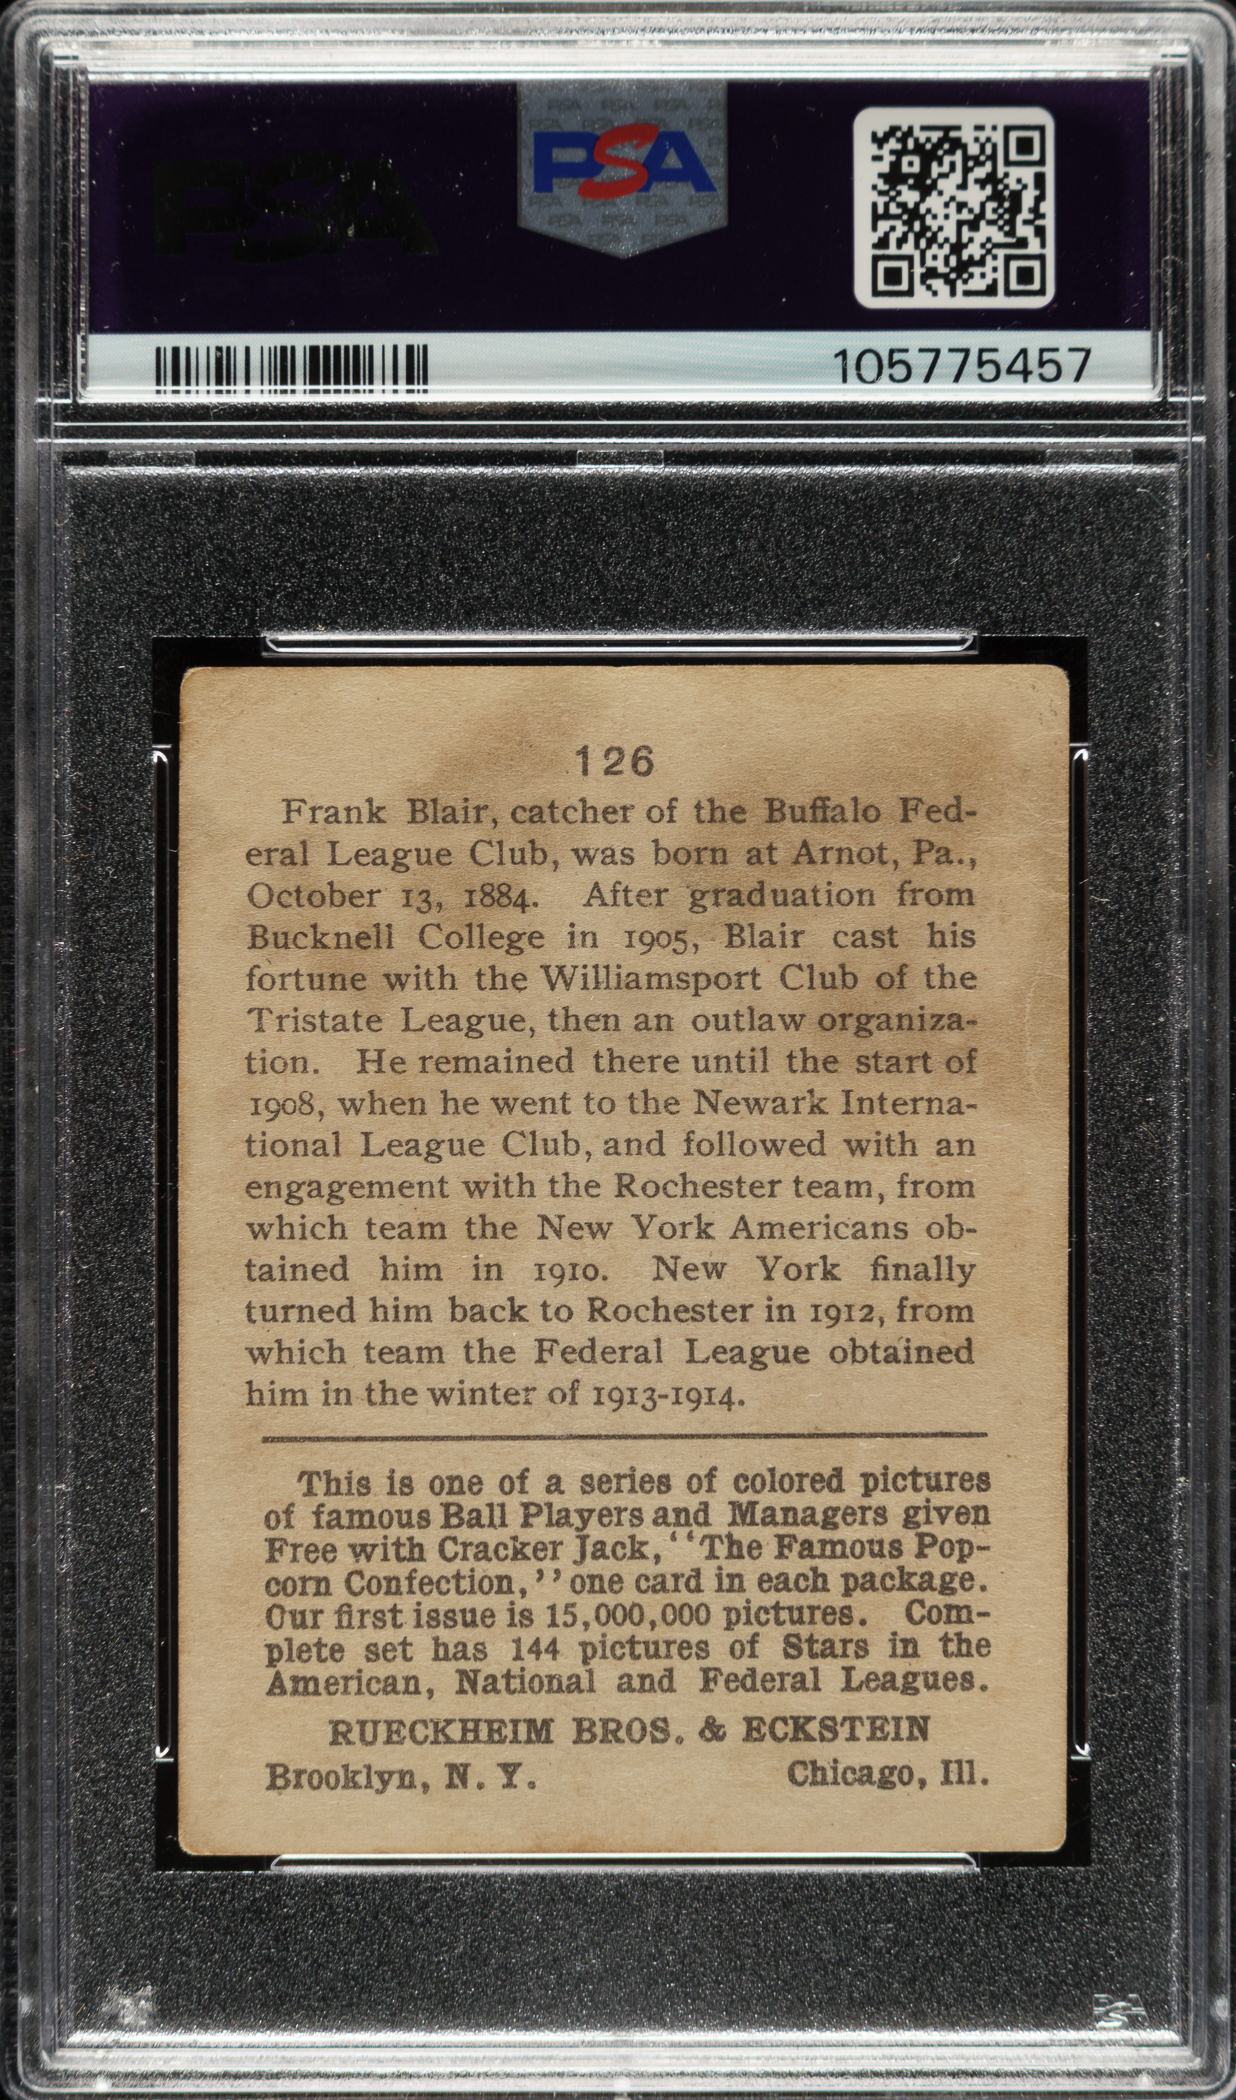 PSA
PSA
105775457
126
Frank Blair, catcher of the Buffalo Fed-
eral League Club, was born at Arnot, Pa.,
October 13, 1884. After graduation from
Bucknell College in 1905, Blair cast his
fortune with the Williamsport Club of the
Tristate League, then an outlaw organiza-
tion. He remained there until the start of
1908, when he went to the Newark Interna-
tional League Club, and followed with an
engagement with the Rochester team, from
which team the New York Americans ob-
tained him in 1910. New York finally
turned him back to Rochester in 1912, from
which team the Federal League obtained
him in the winter of 1913-1914.
This is one of a series of colored pictures
of famous Ball Players and Managers given
Free with Cracker Jack, “The Famous Pop-
corn Confection,” one card in each package.
Our first issue is 15,000,000 pictures. Com-
plete set has 144 pictures of Stars in the
American, National and Federal Leagues.
RUECKHEIM BROS. & ECKSTEIN
Brooklyn, N. Y. Chicago, Ill.
PSA